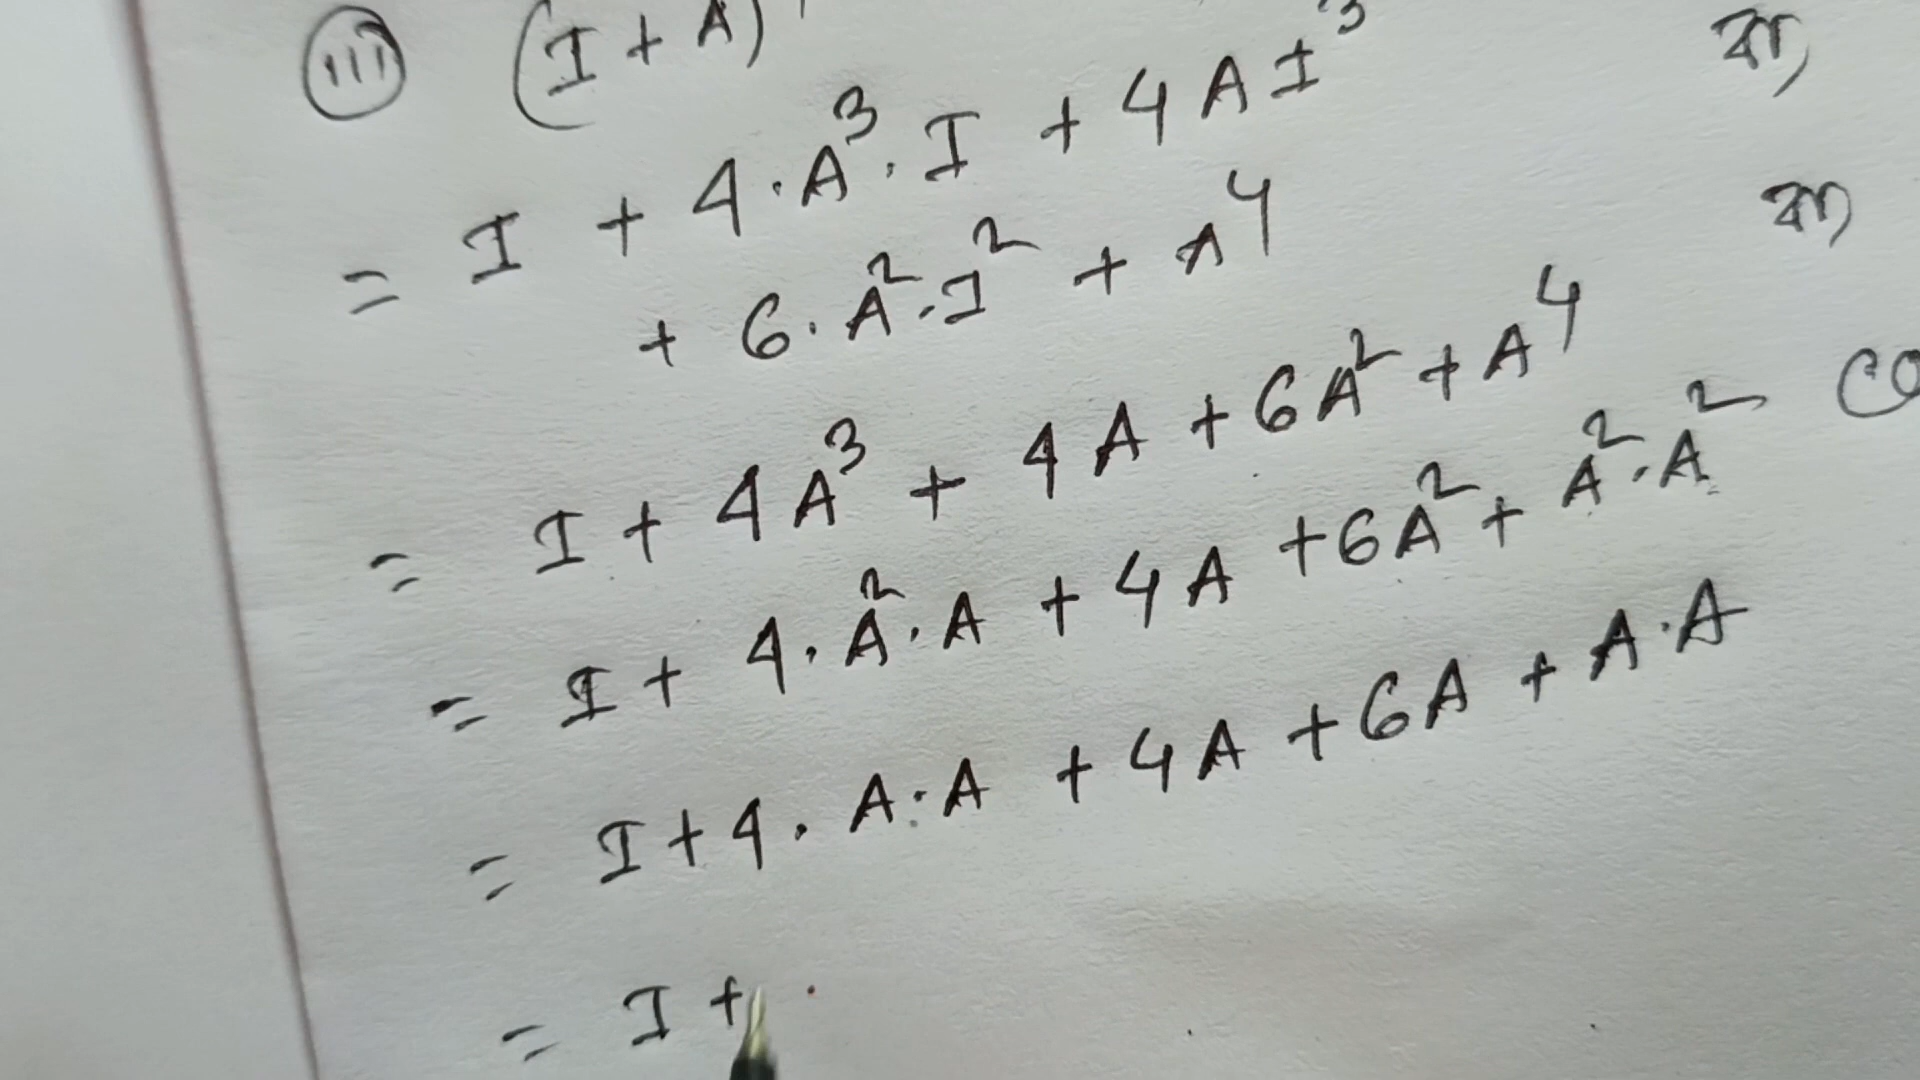 (iii) (I + A)
= I + 4·A³·I + 4AI³
+ 6·A²·I² + A⁴
= I + 4A³ + 4A + 6A² + A⁴
= I + 4·A²·A + 4A + 6A² + A²·A²
= I + 4·A·A + 4A + 6A + A·A
= I +